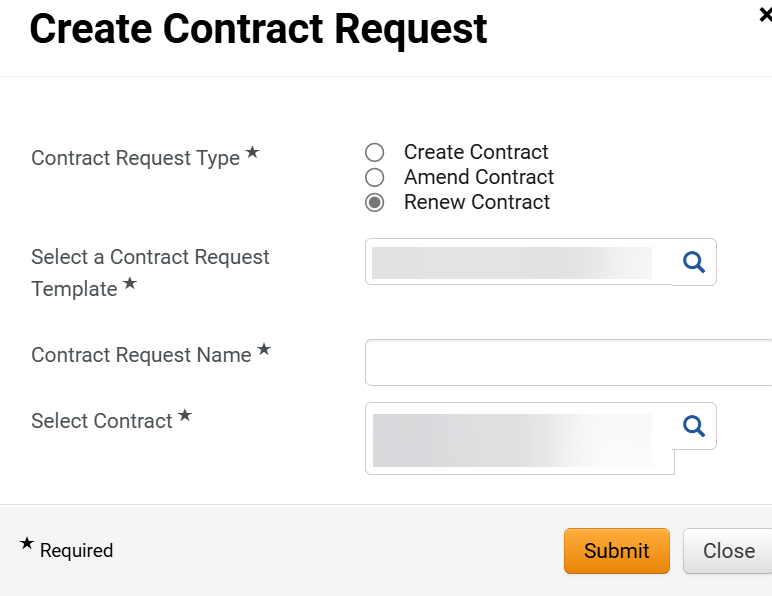 Create Contract Request
Contract Request Type ★
Create Contract
Amend Contract
Renew Contract
Select a Contract Request
Template ★
Contract Request Name ★
Select Contract ★
★ Required
Submit
Close